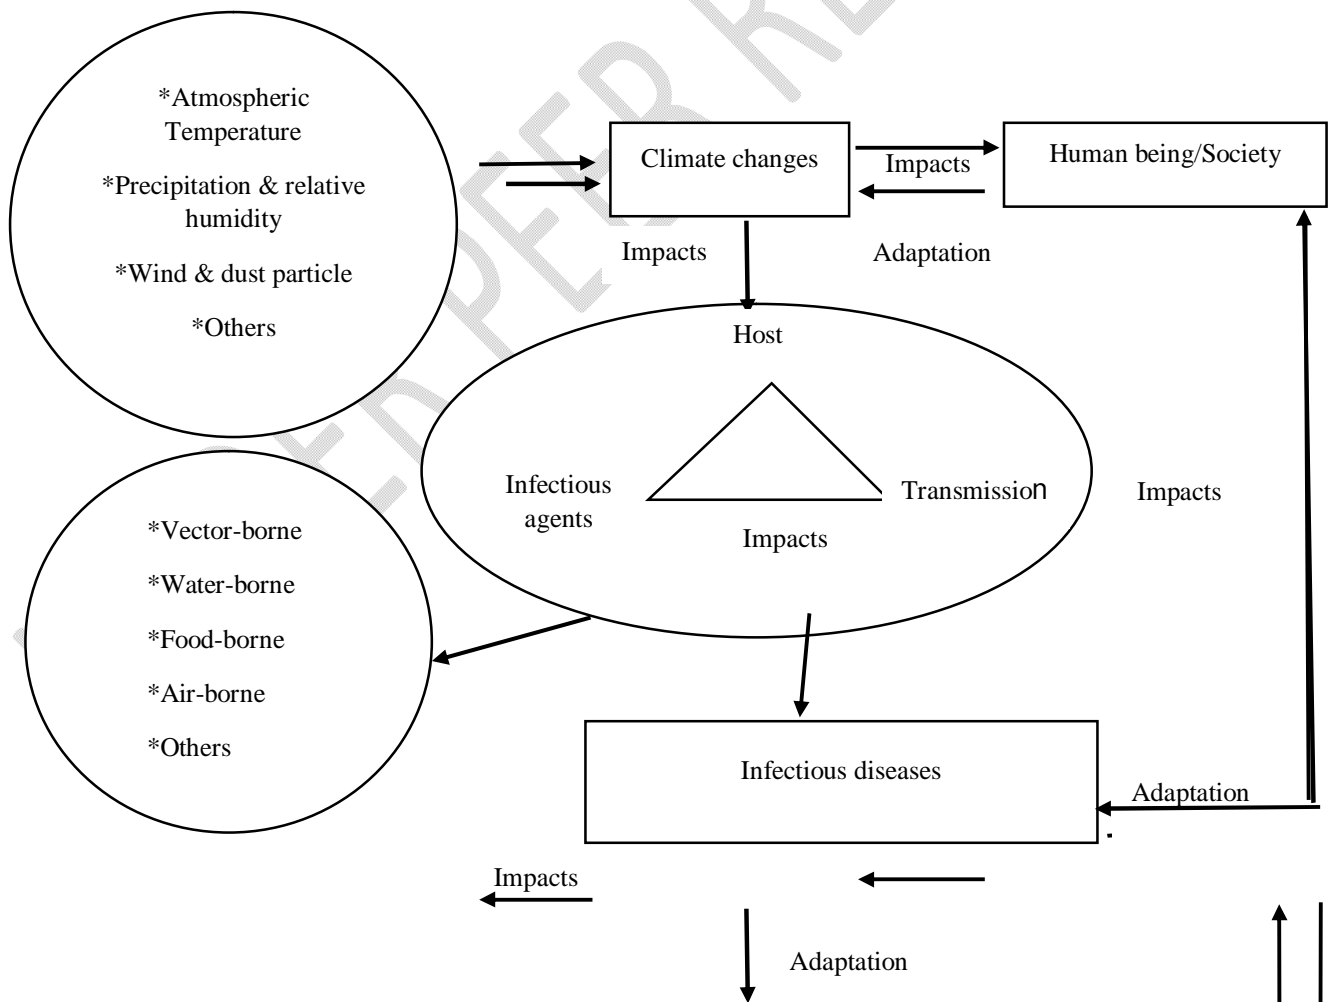 *Atmospheric
Temperature
*Precipitation & relative
humidity
*Wind & dust particle
*Others
Climate changes
Impacts
Human being/Society
Impacts
Adaptation
Host
Infectious
agents
Transmission
Impacts
Impacts
*Vector-borne
*Water-borne
*Food-borne
*Air-borne
*Others
Infectious diseases
Adaptation
Impacts
Adaptation